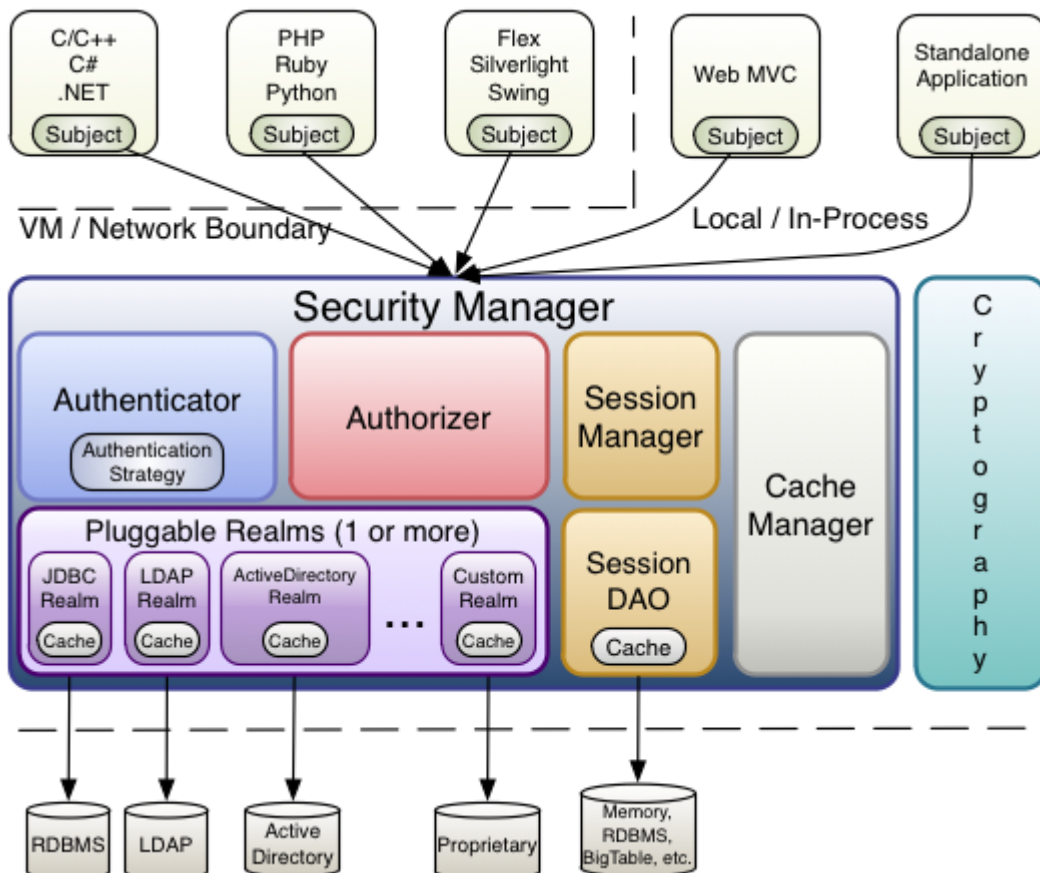 C/C++
C#
.NET
Subject
PHP
Ruby
Python
Subject
Flex
Silverlight
Swing
Subject
Web MVC
Subject
Standalone
Application
Subject
VM / Network Boundary
Local / In-Process
Security Manager
Authenticator
Authentication
Strategy
Authorizer
Session
Manager
Cache
Manager
Cryptography
Pluggable Realms (1 or more)
JDBC
Realm
Cache
LDAP
Realm
Cache
ActiveDirectory
Realm
Cache
...
Custom
Realm
Cache
Session
DAO
Cache
RDBMS
LDAP
Active
Directory
Proprietary
Memory,
RDBMS,
BigTable, etc.